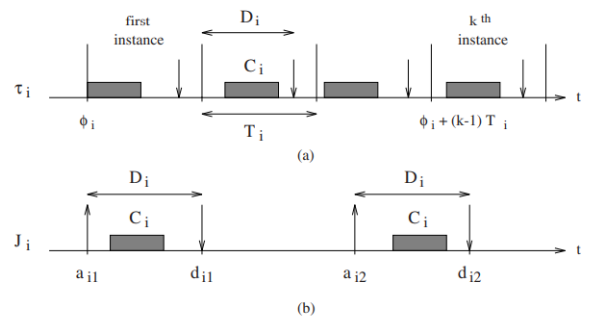 first
instance
D i
k th
instance
τ i
C i
t
ϕ i
T i
ϕ i + (k-1) T i
(a)
D i
D i
C i
C i
J i
t
a i1
d i1
a i2
d i2
(b)